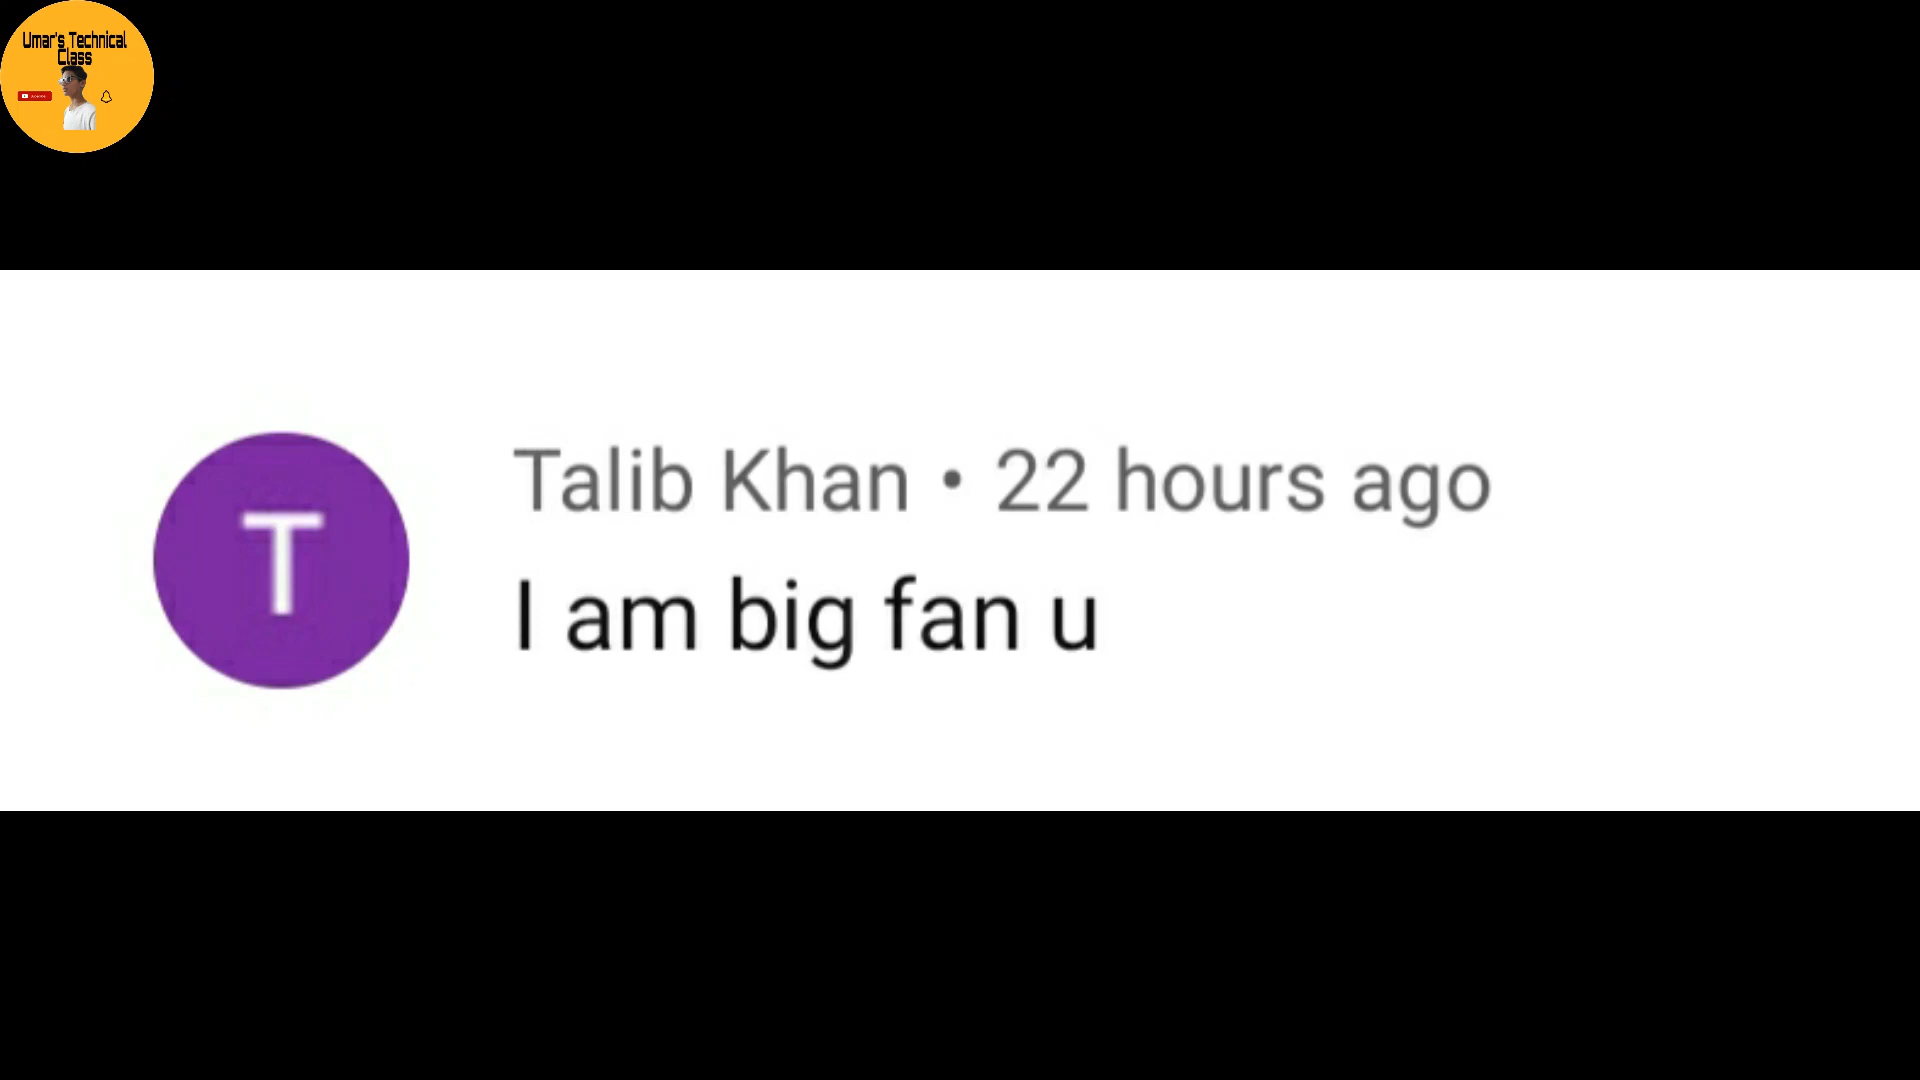 Umar's Technical
Class
T
Talib Khan • 22 hours ago
I am big fan u